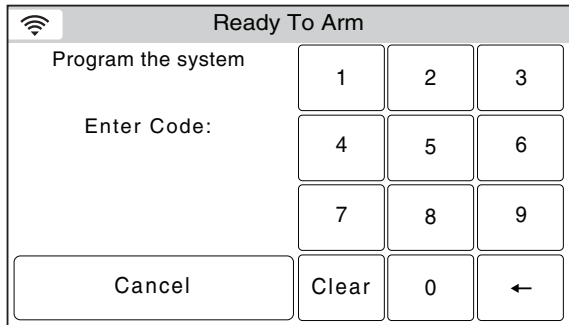 Ready To Arm
Program the system
Enter Code:
1 2 3
4 5 6
7 8 9
Cancel Clear 0 ←